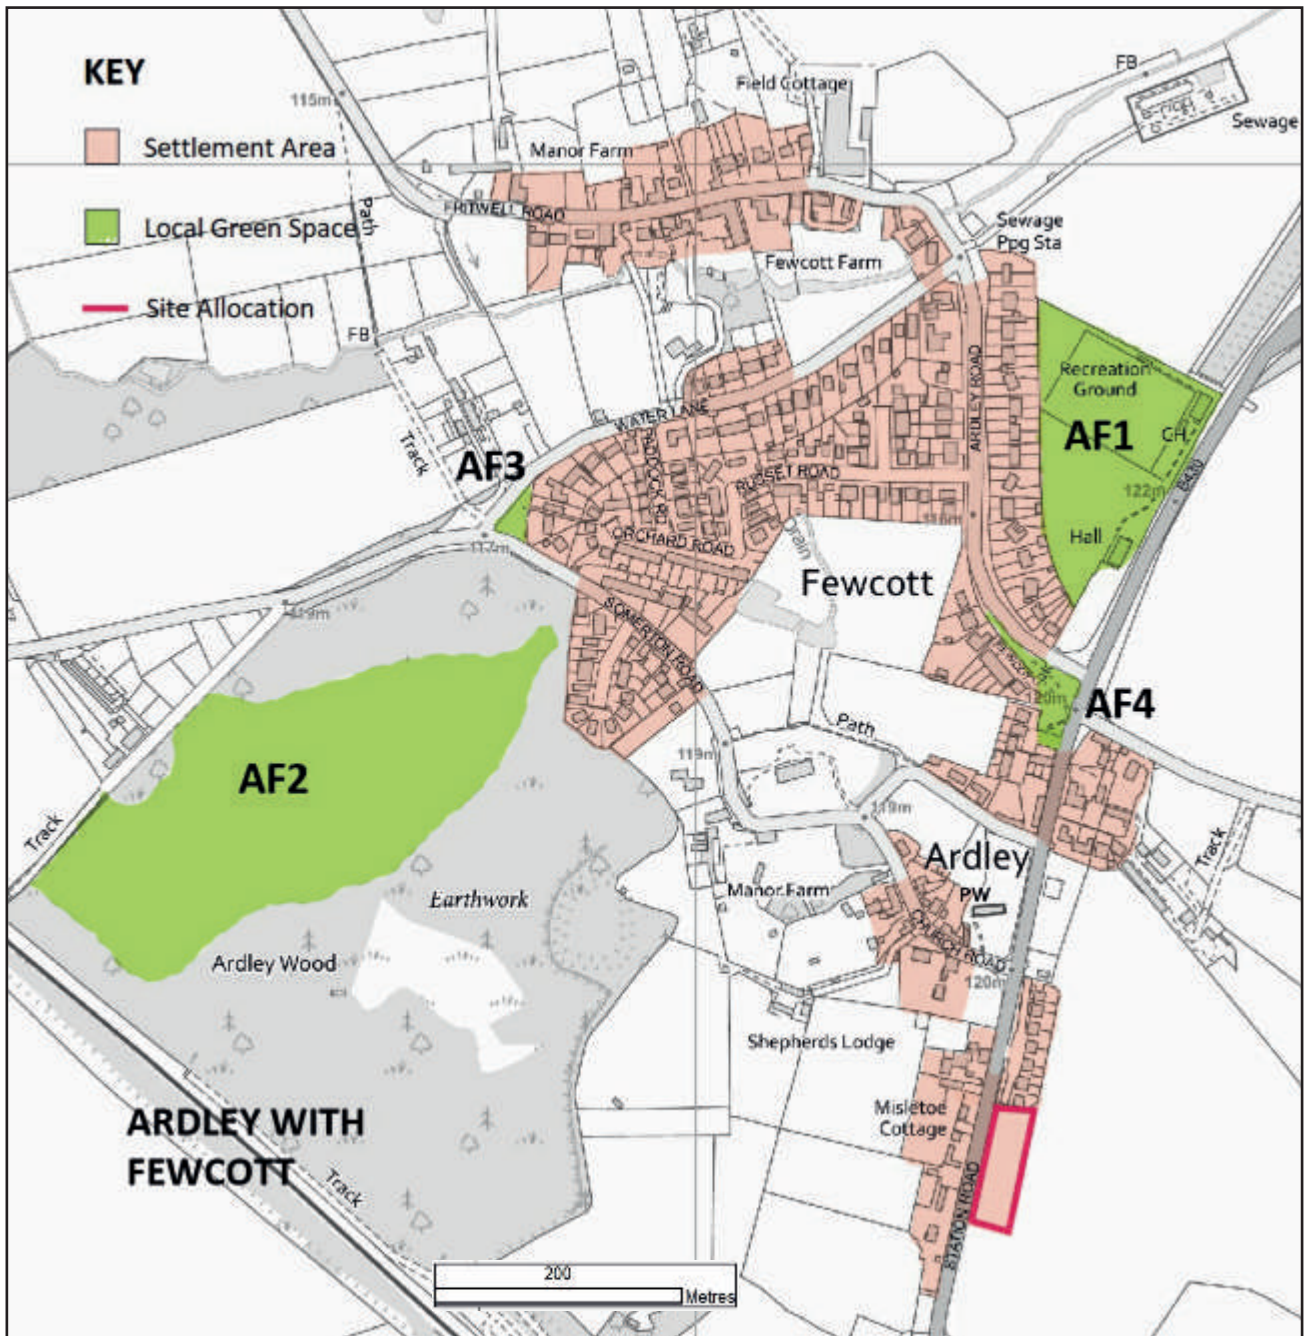 KEY
Settlement Area
Local Green Space
Site Allocation
115m
Path
Manor Farm
Field Cottage
FB
Sewage
FRITWELL ROAD
Sewage
Ppg Sta
Fewcott Farm
FB
Track
AF3
WATER LANE
ARDLEY ROAD
Recreation
Ground
AF1
CH
122m
B430
Hall
RUSSET ROAD
ORCHARD ROAD
Drain
Fewcott
SOMERTON ROAD
119m
AF4
Path
119m
119m
AF2
Track
Earthwork
Ardley Wood
Ardley
PW
Manor Farm
CHURCH ROAD
120m
Track
Shepherds Lodge
Misletoe
Cottage
STATION ROAD
ARDLEY WITH
FEWCOTT
Track
200
Metres